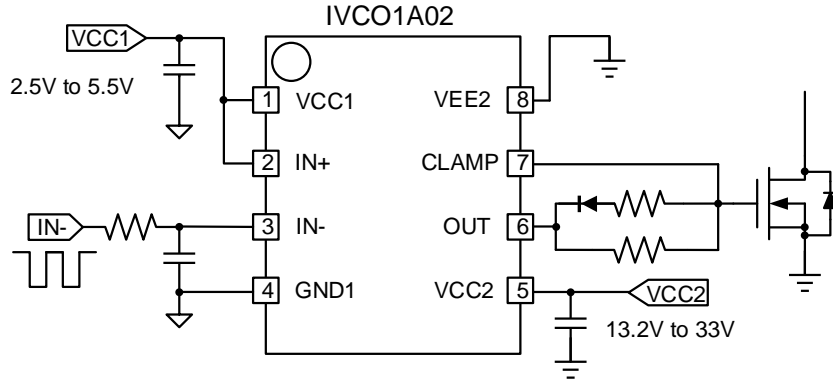 IVCO1A02
VCC1
2.5V to 5.5V
1 VCC1 VEE2 8
2 IN+ CLAMP 7
IN- 3 IN- OUT 6
4 GND1 VCC2 5
VCC2
13.2V to 33V